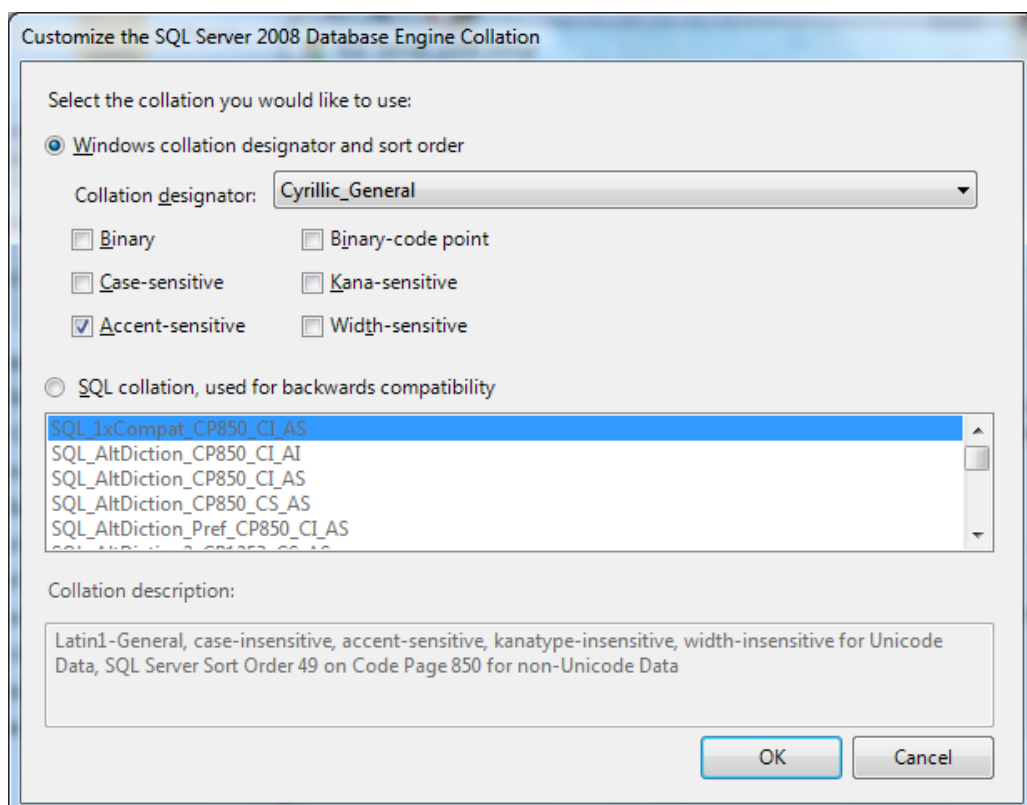 Customize the SQL Server 2008 Database Engine Collation
Select the collation you would like to use:
Windows collation designator and sort order
Collation designator: Cyrillic_General
Binary Binary-code point
Case-sensitive Kana-sensitive
Accent-sensitive Width-sensitive
SQL collation, used for backwards compatibility
SQL_1xCompat_CP850_CI_AS
SQL_AltDiction_CP850_CI_AI
SQL_AltDiction_CP850_CI_AS
SQL_AltDiction_CP850_CS_AS
SQL_AltDiction_Pref_CP850_CI_AS
Collation description:
Latin1-General, case-insensitive, accent-sensitive, kanatype-insensitive, width-insensitive for Unicode
Data, SQL Server Sort Order 49 on Code Page 850 for non-Unicode Data
OK Cancel